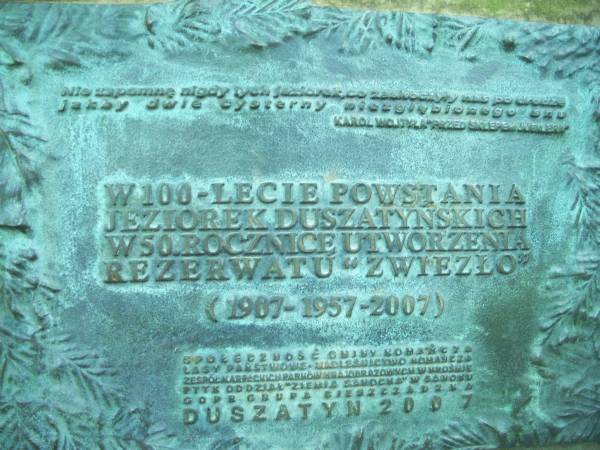 Nie zapomnę nigdy tych jeziorek, co zaskoczyły nas po drodze
jakby dwie cysterny niezgłębionego snu
KAROL WOJTYŁA "PRZED SKLEPEM JUBILERA"
W 100-LECIE POWSTANIA
JEZIOREK DUSZATYŃSKICH
W 50. ROCZNICĘ UTWORZENIA
REZERWATU "ZWIEZŁO"
(1907-1957-2007)
SPOŁECZNOŚĆ GMINY KOMAŃCZA
LASY PAŃSTWOWE - NADLEŚNICTWO KOMAŃCZA
ZESPÓŁ KARPACKICH PARKÓW KRAJOBRAZOWYCH W KROŚNIE
PTTK ODDZIAŁ "ZIEMIA SANOCKA" W SANOKU
GOPR GRUPA BIESZCZADZKA
DUSZATYN 2007